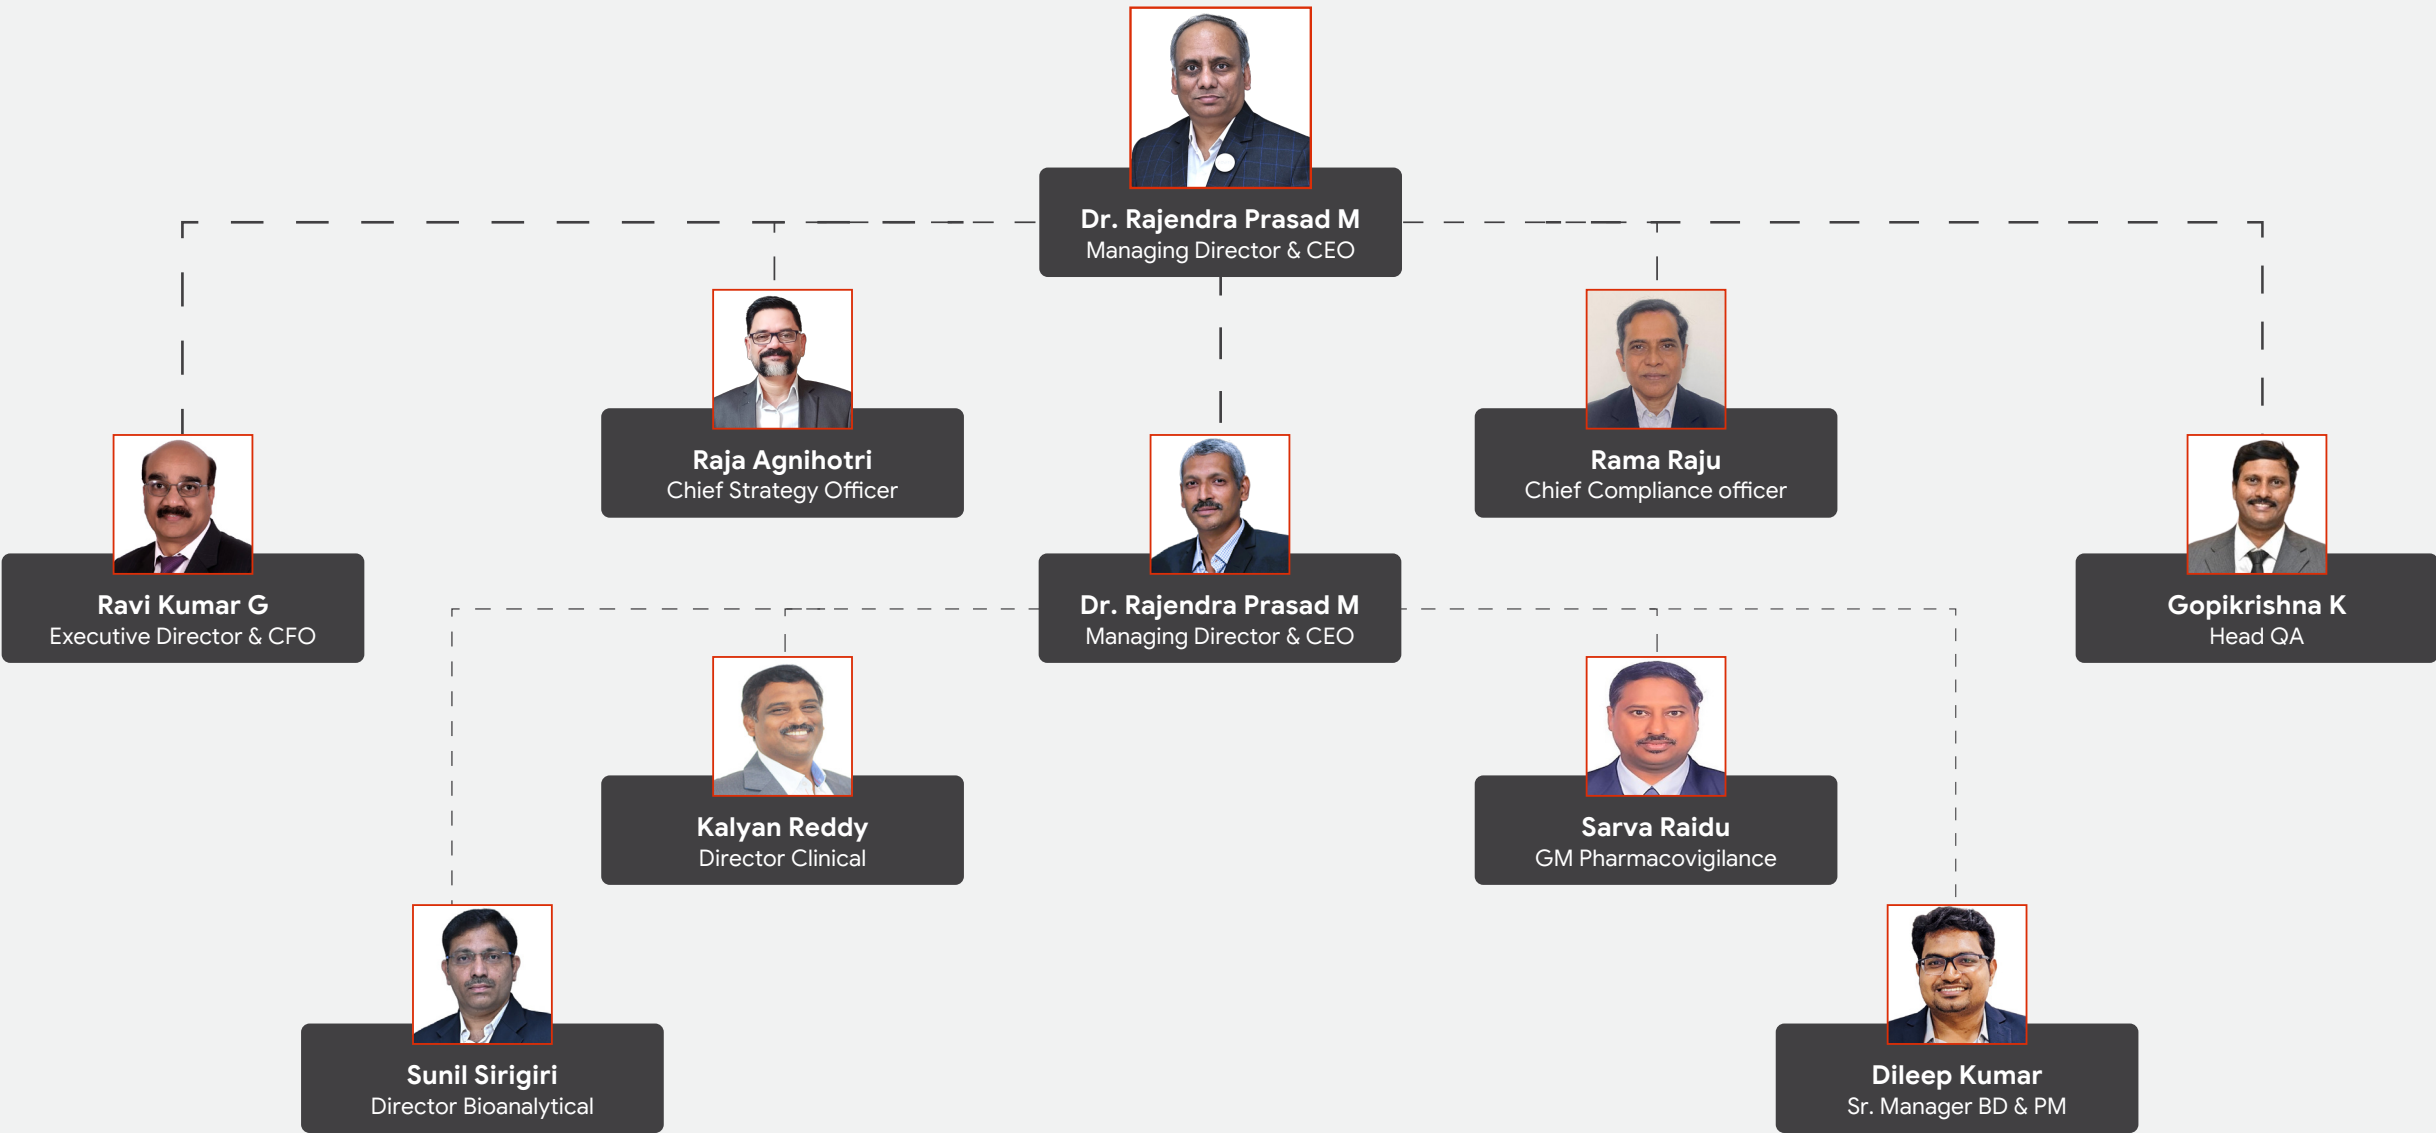 Dr. Rajendra Prasad M
Managing Director & CEO
Raja Agnihotri
Chief Strategy Officer
Rama Raju
Chief Compliance officer
Ravi Kumar G
Executive Director & CFO
Dr. Rajendra Prasad M
Managing Director & CEO
Gopikrishna K
Head QA
Kalyan Reddy
Director Clinical
Sarva Raidu
GM Pharmacovigilance
Sunil Sirigiri
Director Bioanalytical
Dileep Kumar
Sr. Manager BD & PM